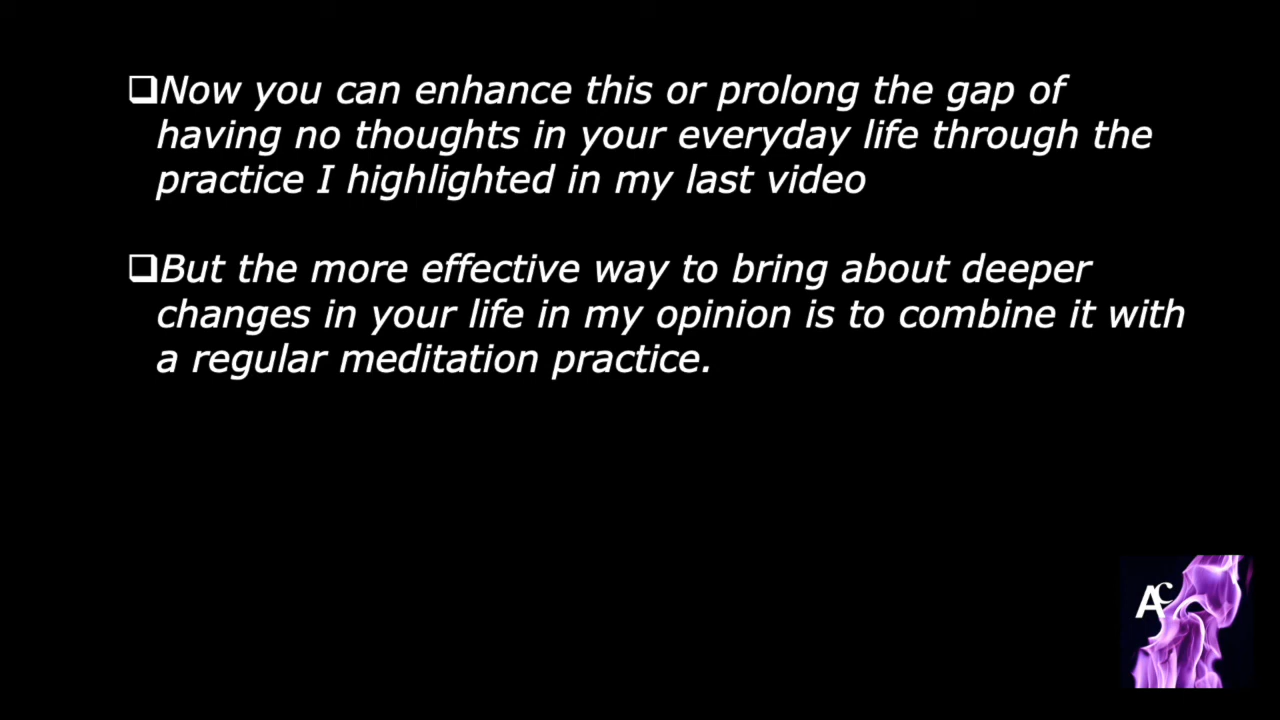 ❑Now you can enhance this or prolong the gap of
having no thoughts in your everyday life through the
practice I highlighted in my last video
❑But the more effective way to bring about deeper
changes in your life in my opinion is to combine it with
a regular meditation practice.
Ac